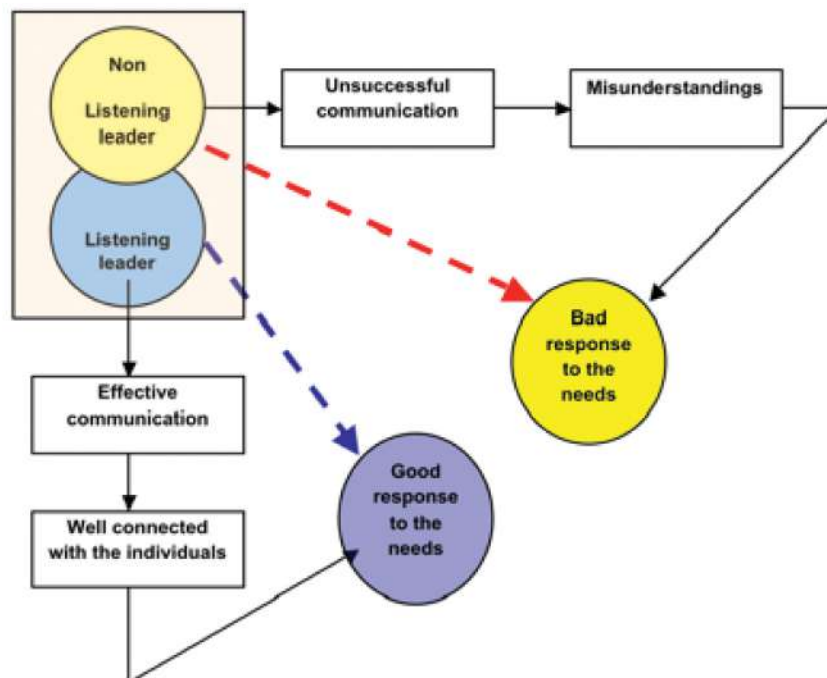 Non
Listening
leader
Unsuccessful
communication
Misunderstandings
Listening
leader
Bad
response
to the
needs
Effective
communication
Good
response
to the
needs
Well connected
with the individuals